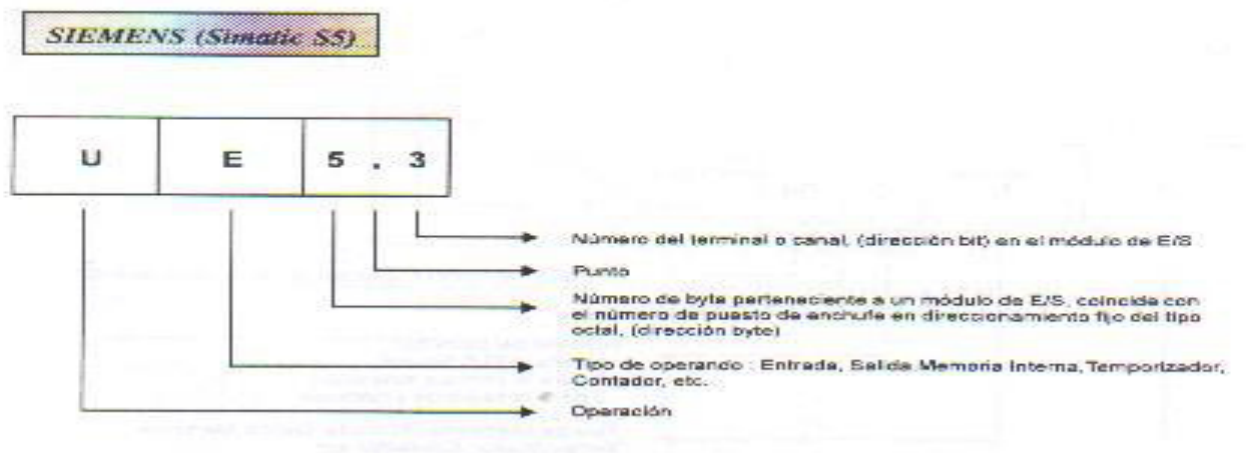 SIEMENS (Simatic S5)
U E 5 . 3
Número del terminal o canal, (dirección bit) en el módulo de E/S
Punto
Número de byte perteneciente a un módulo de E/S, coincide con
el número de puesto de enchufe en direccionamiento fijo del tipo
octal, (dirección byte)
Tipo de operando : Entrada, Salida, Memoria Interna, Temporizador,
Contador, etc.
Operación